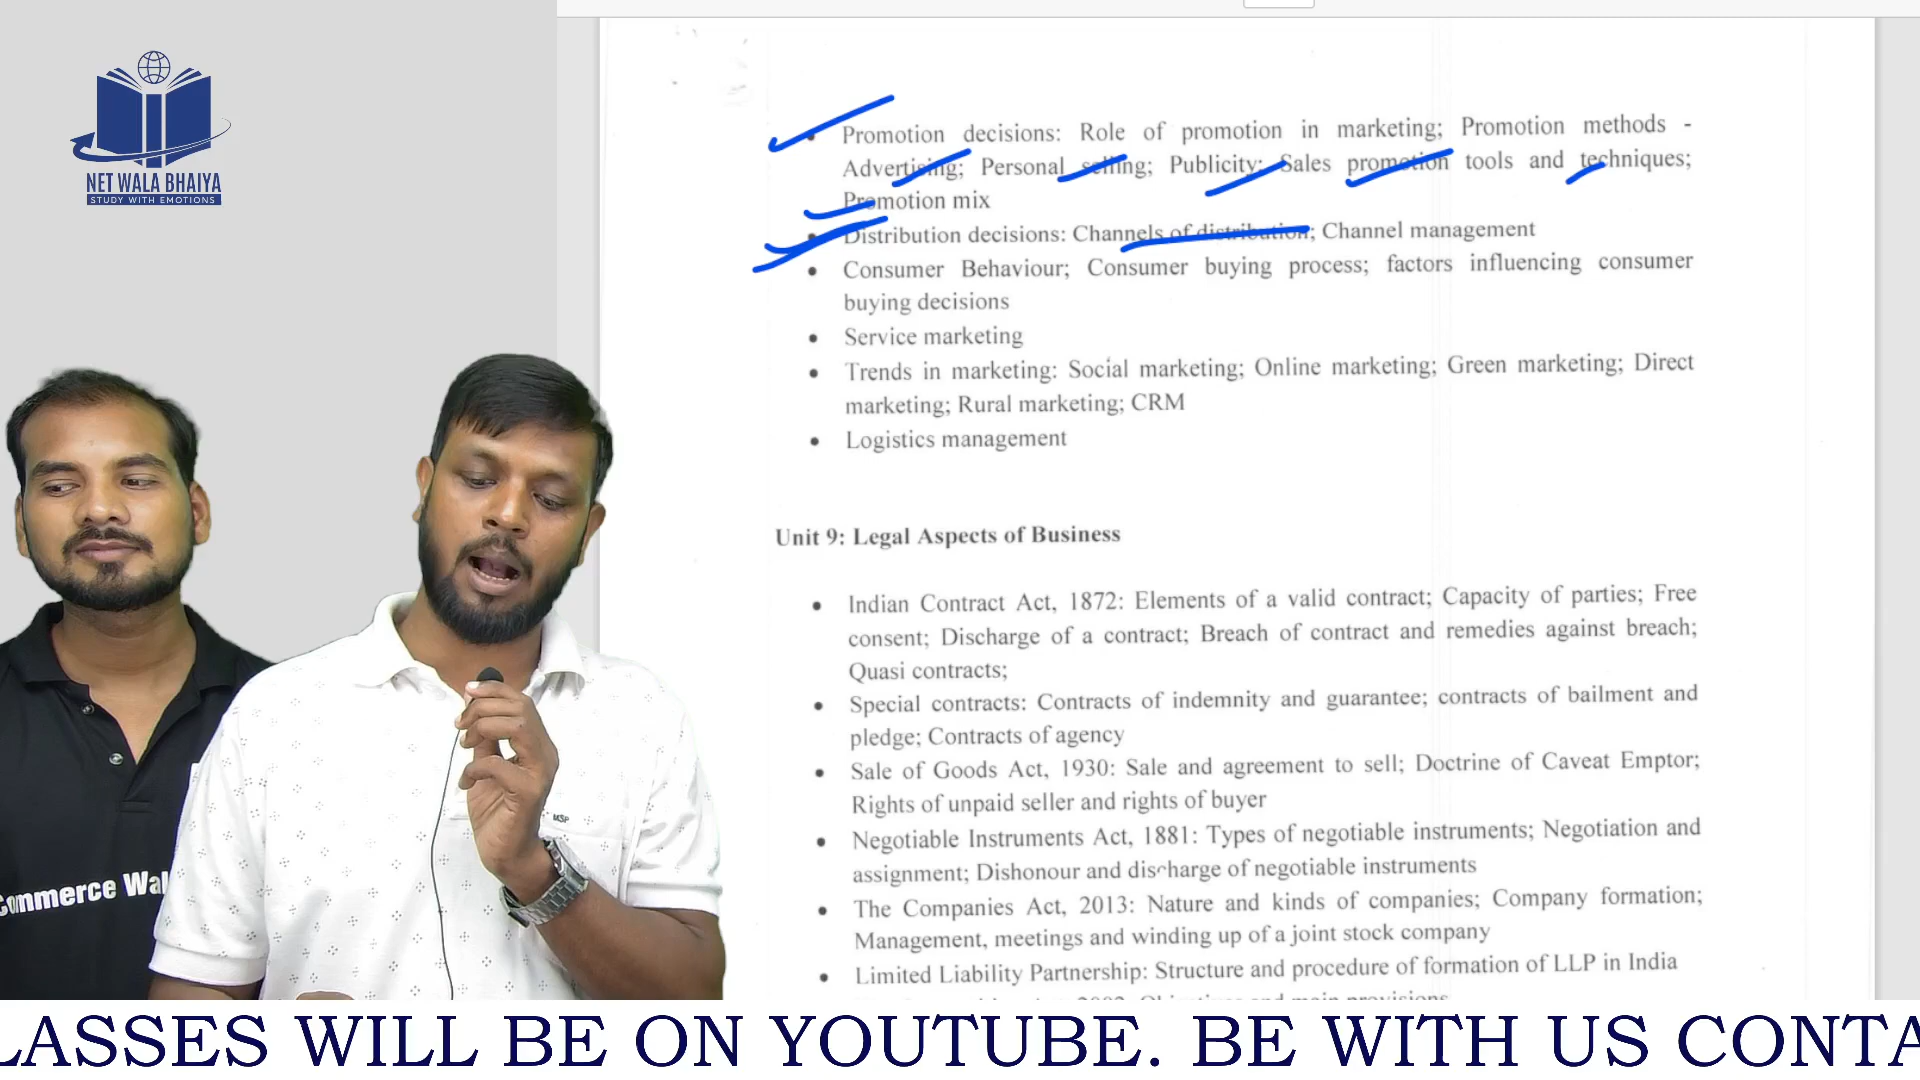 NET WALA BHAIYA
STUDY WITH EMOTIONS
Promotion decisions: Role of promotion in marketing; Promotion methods -
Advertising; Personal selling; Publicity; Sales promotion tools and techniques;
Promotion mix
Distribution decisions: Channels of distribution; Channel management
Consumer Behaviour; Consumer buying process; factors influencing consumer
buying decisions
Service marketing
Trends in marketing: Social marketing; Online marketing; Green marketing; Direct
marketing; Rural marketing; CRM
Logistics management
Unit 9: Legal Aspects of Business
Indian Contract Act, 1872: Elements of a valid contract; Capacity of parties; Free
consent; Discharge of a contract; Breach of contract and remedies against breach;
Quasi contracts;
Special contracts: Contracts of indemnity and guarantee; contracts of bailment and
pledge; Contracts of agency
Sale of Goods Act, 1930: Sale and agreement to sell; Doctrine of Caveat Emptor;
Rights of unpaid seller and rights of buyer
Negotiable Instruments Act, 1881: Types of negotiable instruments; Negotiation and
assignment; Dishonour and discharge of negotiable instruments
The Companies Act, 2013: Nature and kinds of companies; Company formation;
Management, meetings and winding up of a joint stock company
Limited Liability Partnership: Structure and procedure of formation of LLP in India
MSP
Commerce Wal
LASSES WILL BE ON YOUTUBE. BE WITH US CONTA